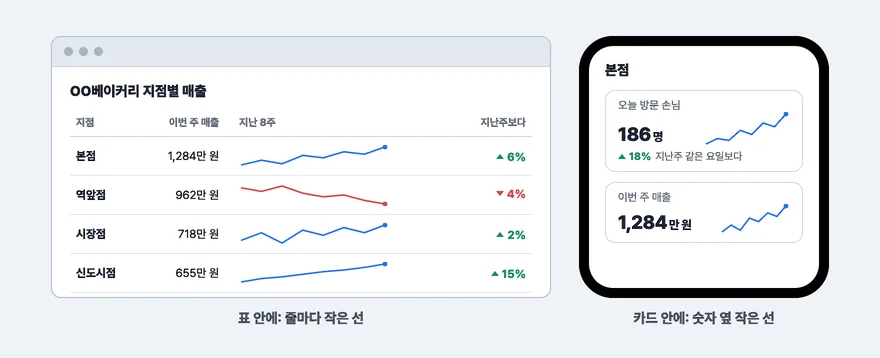 OO베이커리 지점별 매출
지점 이번 주 매출 지난 8주 지난주보다
본점 1,284만 원 ▲ 6%
역앞점 962만 원 ▼ 4%
시장점 718만 원 ▲ 2%
신도시점 655만 원 ▲ 15%
표 안에: 줄마다 작은 선
본점
오늘 방문 손님
186 명
▲ 18% 지난주 같은 요일보다
이번 주 매출
1,284 만 원
카드 안에: 숫자 옆 작은 선